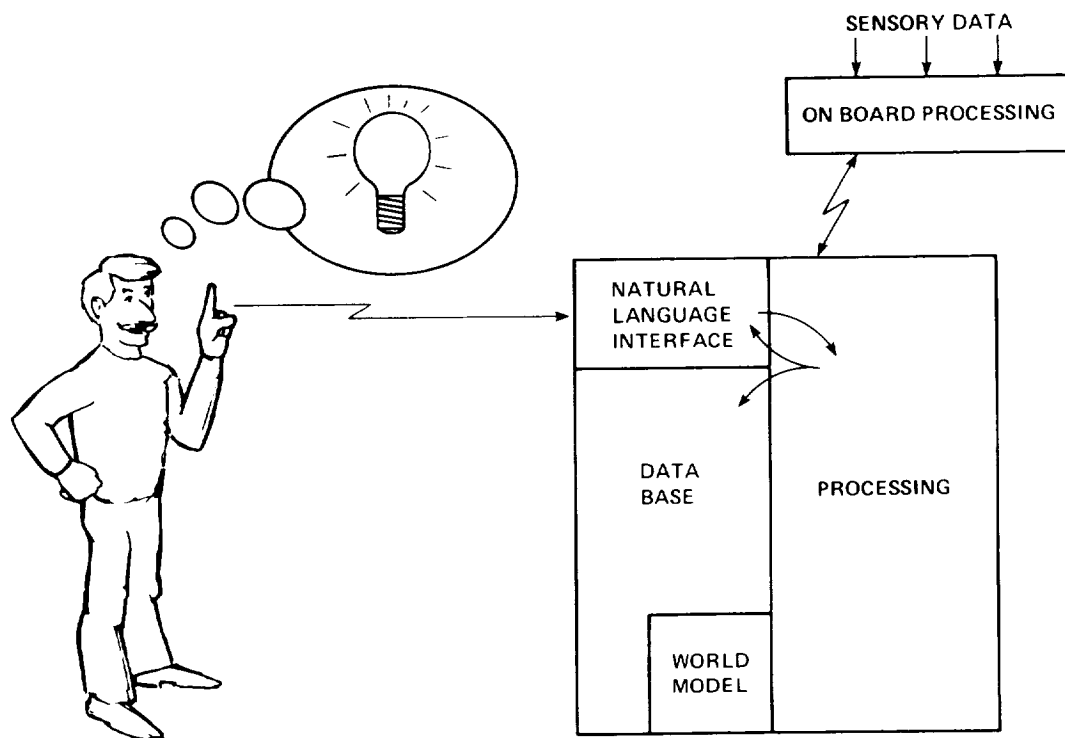 SENSORY DATA
ON BOARD PROCESSING
NATURAL
LANGUAGE
INTERFACE
DATA
BASE
PROCESSING
WORLD
MODEL